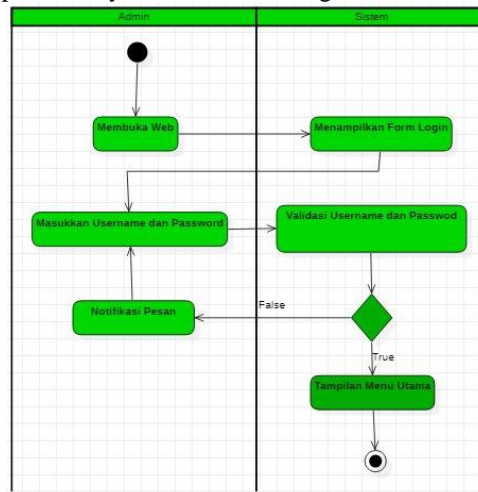 Admin
Sistem
Membuka Web
Menampilkan Form Login
Masukkan Username dan Password
Validasi Username dan Passwod
Notifikasi Pesan
False
True
Tampilan Menu Utama